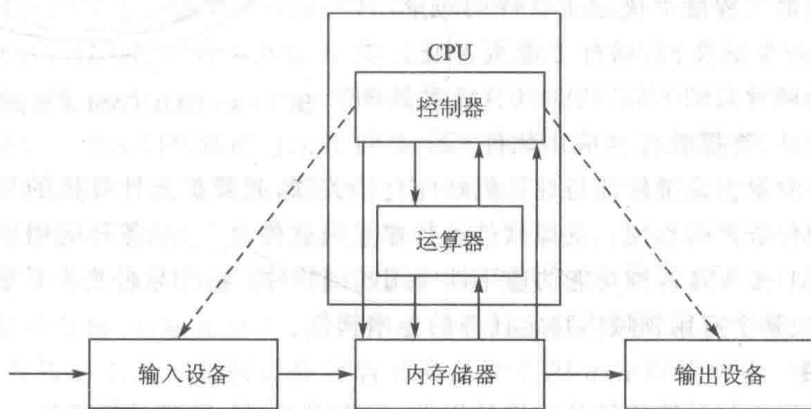 CPU
控制器
运算器
输入设备
内存储器
输出设备